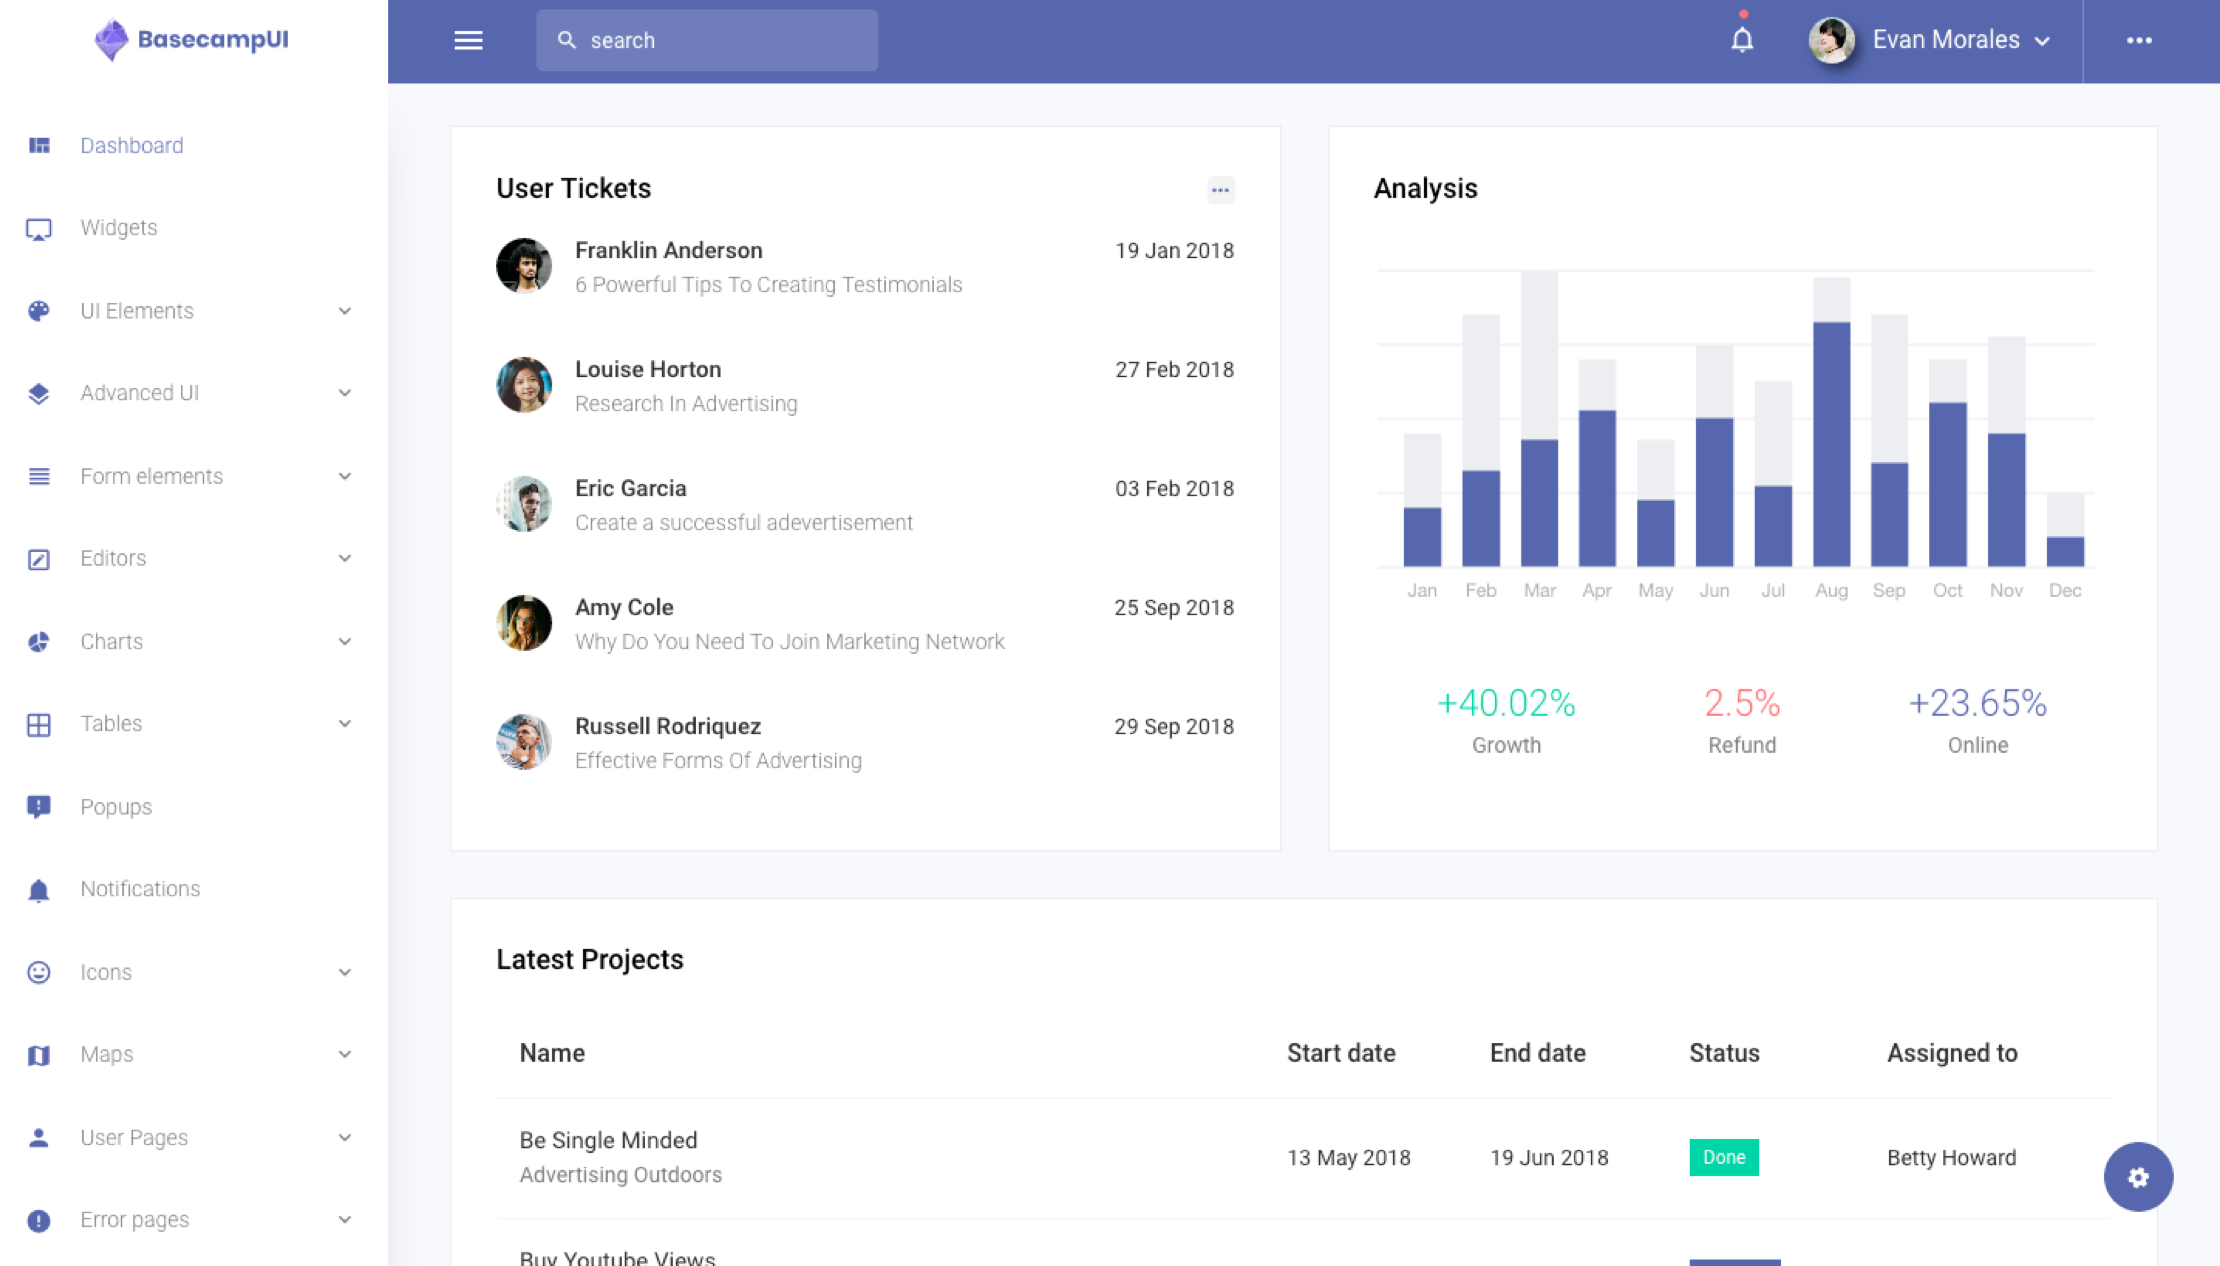 BasecampUI
search
Evan Morales
Dashboard
Widgets
UI Elements
Advanced UI
Form elements
Editors
Charts
Tables
Popups
Notifications
Icons
Maps
User Pages
Error pages
User Tickets
Franklin Anderson 19 Jan 2018
6 Powerful Tips To Creating Testimonials
Louise Horton 27 Feb 2018
Research In Advertising
Eric Garcia 03 Feb 2018
Create a successful adevertisement
Amy Cole 25 Sep 2018
Why Do You Need To Join Marketing Network
Russell Rodriquez 29 Sep 2018
Effective Forms Of Advertising
Analysis
Jan Feb Mar Apr May Jun Jul Aug Sep Oct Nov Dec
+40.02% 2.5% +23.65%
Growth Refund Online
Latest Projects
Name Start date End date Status Assigned to
Be Single Minded
Advertising Outdoors
13 May 2018 19 Jun 2018 Done Betty Howard
Buy Youtube Views